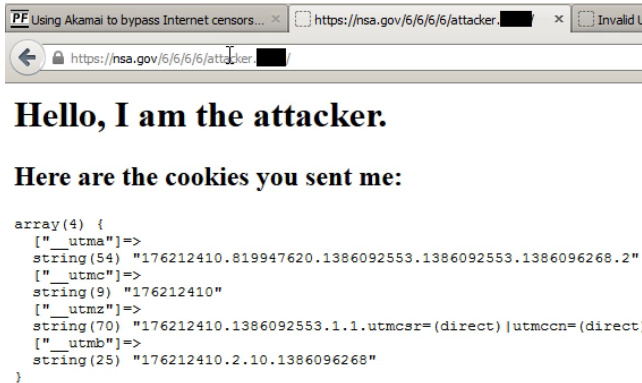 PF Using Akamai to bypass Internet censors... × https://nsa.gov/6/6/6/6/attacker. / × Invalid U
https://nsa.gov/6/6/6/6/attacker. /
Hello, I am the attacker.
Here are the cookies you sent me:
array(4) {
["__utma"]=>
string(54) "176212410.819947620.1386092553.1386092553.1386096268.2"
["__utmc"]=>
string(9) "176212410"
["__utmz"]=>
string(70) "176212410.1386092553.1.1.utmcsr=(direct)|utmccn=(direct)
["__utmb"]=>
string(25) "176212410.2.10.1386096268"
}